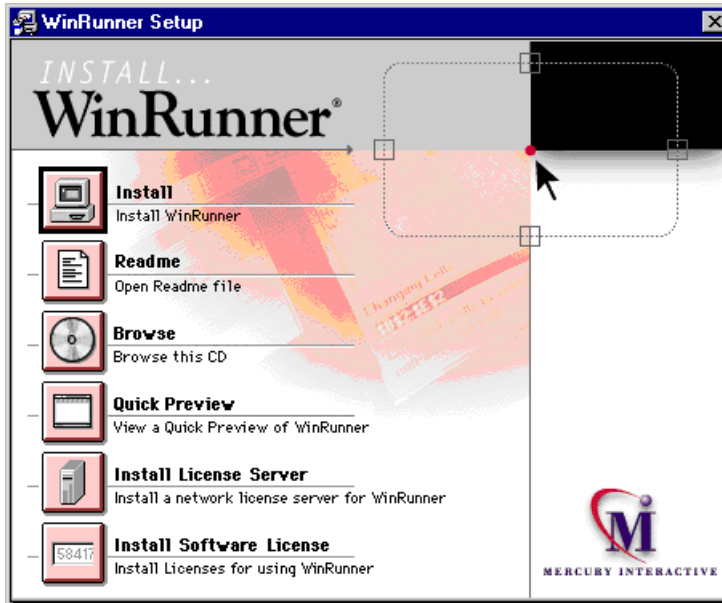 WinRunner Setup
INSTALL...
WinRunner®
Install
Install WinRunner
Readme
Open Readme file
Browse
Browse this CD
Quick Preview
View a Quick Preview of WinRunner
Install License Server
Install a network license server for WinRunner
58417
Install Software License
Install Licenses for using WinRunner
M
MERCURY INTERACTIVE